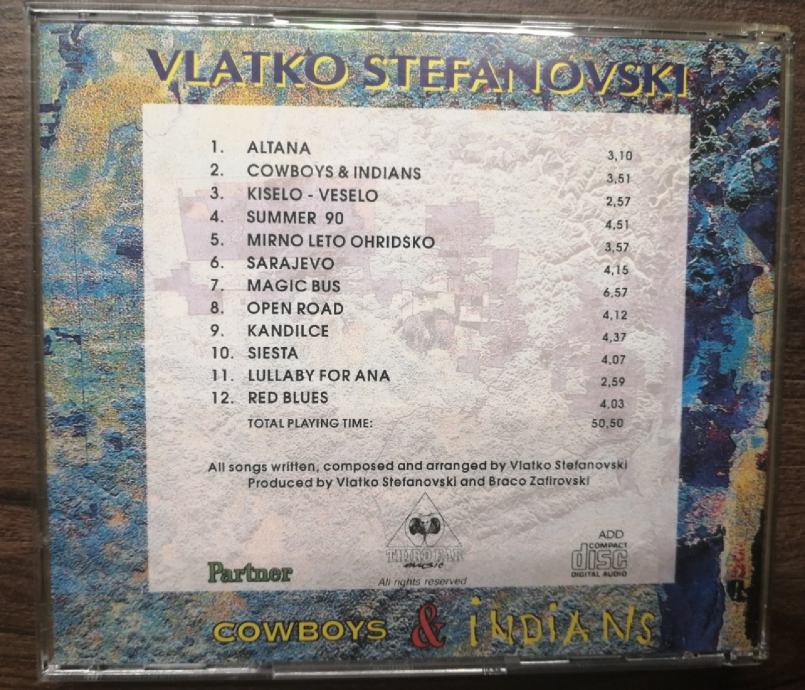 VLATKO STEFANOVSKI
1. ALTANA 3,10
2. COWBOYS & INDIANS 3,51
3. KISELO - VESELO 2,57
4. SUMMER 90 4,51
5. MIRNO LETO OHRIDSKO 3,57
6. SARAJEVO 4,15
7. MAGIC BUS 6,57
8. OPEN ROAD 4,12
9. KANDILCE 4,37
10. SIESTA 4,07
11. LULLABY FOR ANA 2,59
12. RED BLUES 4,03
TOTAL PLAYING TIME: 50,50
All songs written, composed and arranged by Vlatko Stefanovski
Produced by Vlatko Stefanovski and Braco Zafirovski
THIRD EAR
music
All rights reserved
Partner
ADD
COMPACT
disc
DIGITAL AUDIO
COWBOYS & iNDiANS